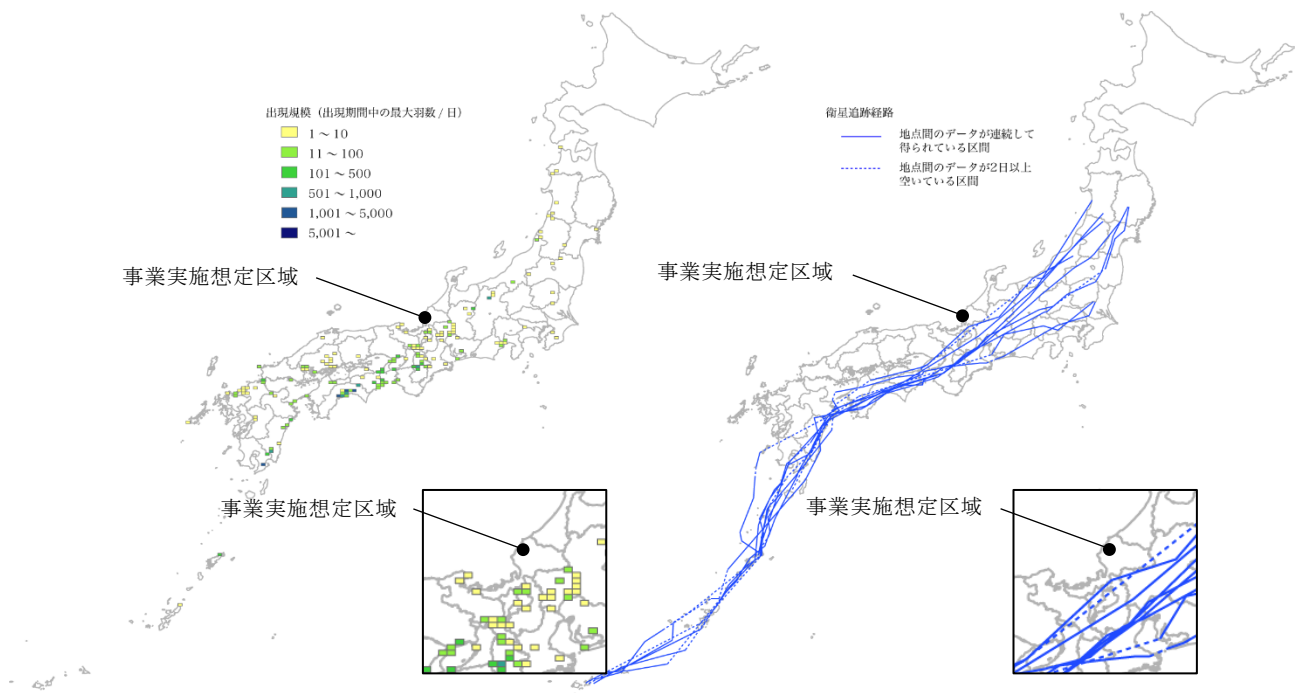 出現規模（出現期間中の最大羽数 / 日）
1～10
11～100
101～500
501～1,000
1,001～5,000
5,001～
事業実施想定区域
事業実施想定区域
衛星追跡経路
地点間のデータが連続して
得られている区間
地点間のデータが2日以上
空いている区間
事業実施想定区域
事業実施想定区域